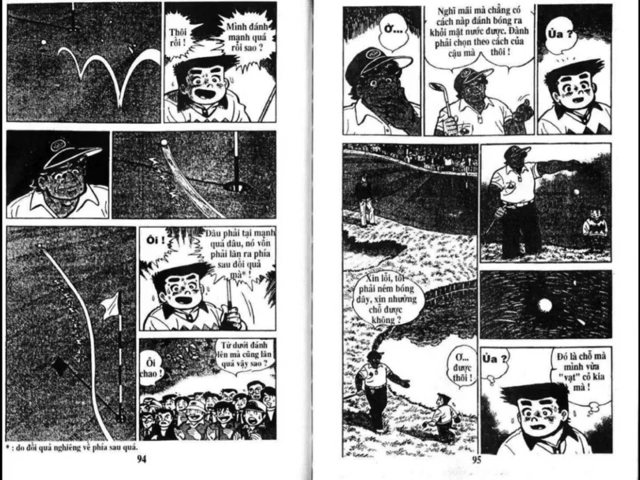 Thôi
rồi !
Mình đánh
mạnh quá
rồi sao ?
Ôi !
Đâu phải tại mạnh
quá đâu, nó vốn
phải lăn ra phía
sau đồi quả
mà* !
Ôi
chao !
Từ dưới đánh
lên mà cũng lăn
quá vậy sao ?
* : do đồi quả nghiêng về phía sau quả.
94
Ơ...
Nghĩ mãi mà chẳng có
cách nào đánh bóng ra
khỏi mặt nước được. Đành
phải chọn theo cách của
cậu mà
thôi !
Ủa ?
Xin lỗi, tôi
phải ném bóng
đây, xin nhường
chỗ được
không ?
Ơ...
được
thôi !
Ủa ?
Đó là chỗ mà
mình vừa
"vạt" cỏ kia
mà !
95